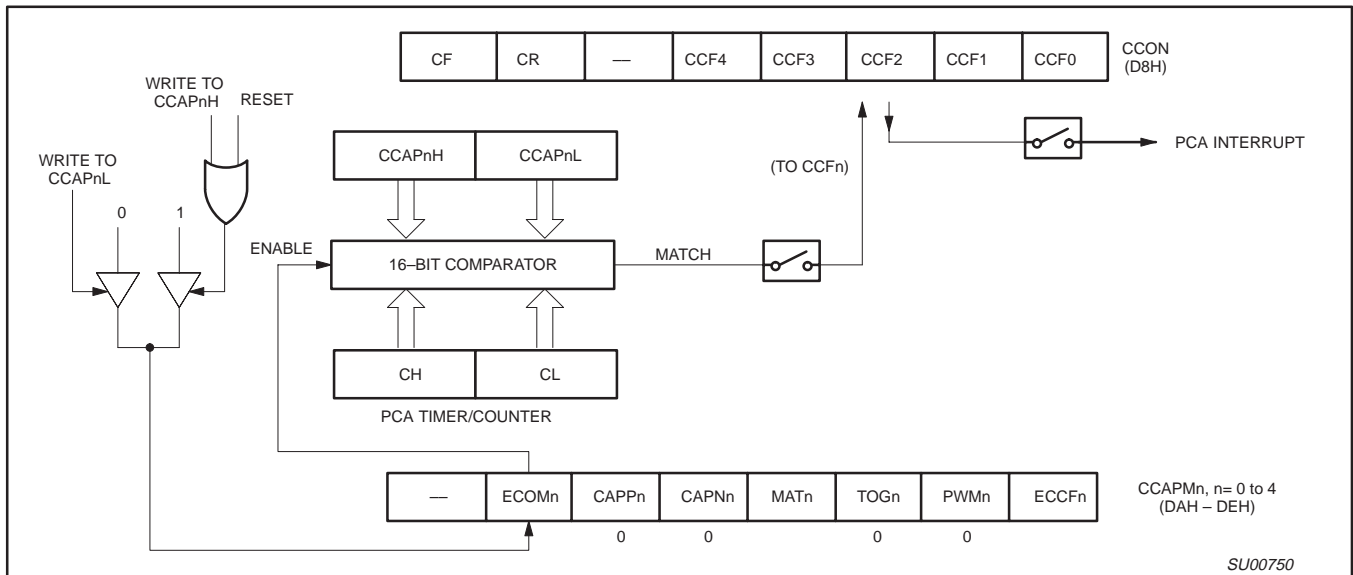 CF CR –– CCF4 CCF3 CCF2 CCF1 CCF0
CCON
(D8H)
WRITE TO
CCAPnH
RESET
CCAPnH CCAPnL
PCA INTERRUPT
WRITE TO
CCAPnL
(TO CCFn)
0 1
ENABLE
16–BIT COMPARATOR
MATCH
CH CL
PCA TIMER/COUNTER
–– ECOMn CAPPn CAPNn MATn TOGn PWMn ECCFn
CCAPMn, n= 0 to 4
(DAH – DEH)
0 0 0 0
SU00750